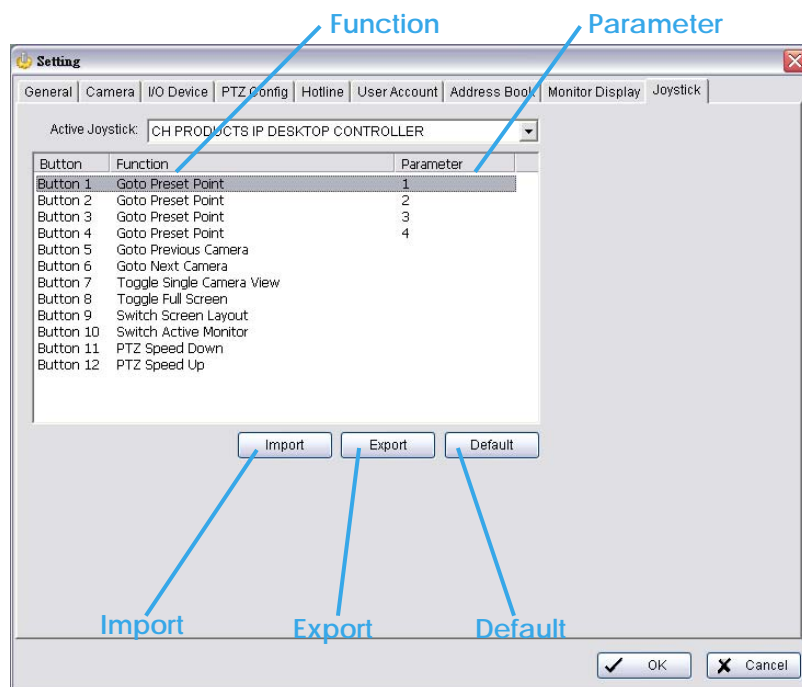 Function Parameter
Setting
General Camera I/O Device PTZ Config Hotline User Account Address Book Monitor Display Joystick
Active Joystick: CH PRODUCTS IP DESKTOP CONTROLLER
Button Function Parameter
Button 1 Goto Preset Point 1
Button 2 Goto Preset Point 2
Button 3 Goto Preset Point 3
Button 4 Goto Preset Point 4
Button 5 Goto Previous Camera
Button 6 Goto Next Camera
Button 7 Toggle Single Camera View
Button 8 Toggle Full Screen
Button 9 Switch Screen Layout
Button 10 Switch Active Monitor
Button 11 PTZ Speed Down
Button 12 PTZ Speed Up
Import Export Default
Import Export Default
OK Cancel